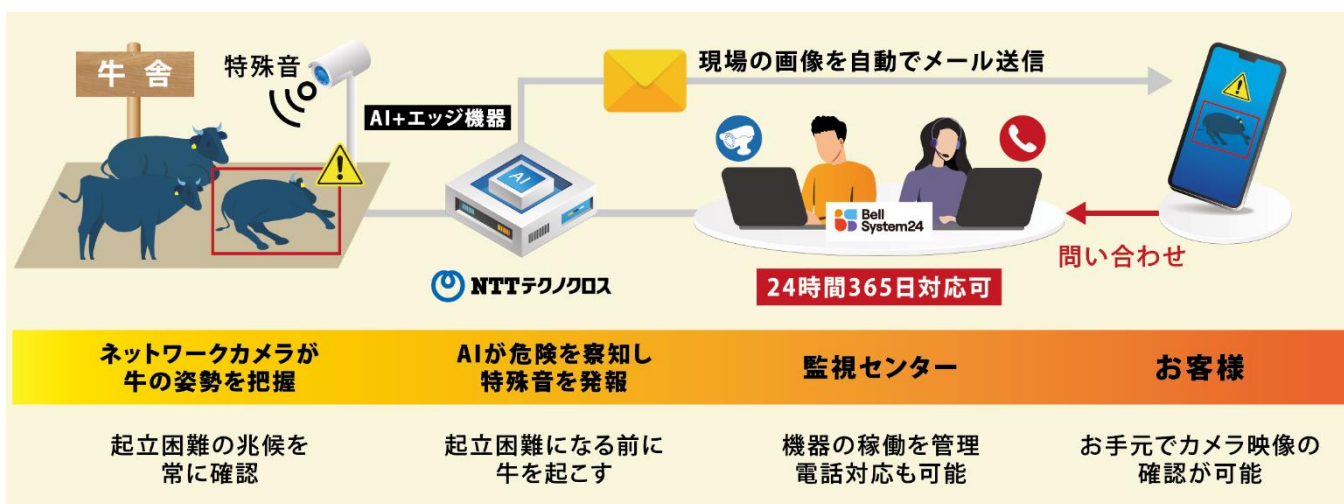 牛舎
特殊音
AI+エッジ機器
現場の画像を自動でメール送信
AI
Bell
System24
問い合わせ
NTTテクノクロス
24時間365日対応可
ネットワークカメラが
牛の姿勢を把握
起立困難の兆候を
常に確認
AIが危険を察知し
特殊音を発報
起立困難になる前に
牛を起こす
監視センター
機器の稼働を管理
電話対応も可能
お客様
お手元でカメラ映像の
確認が可能